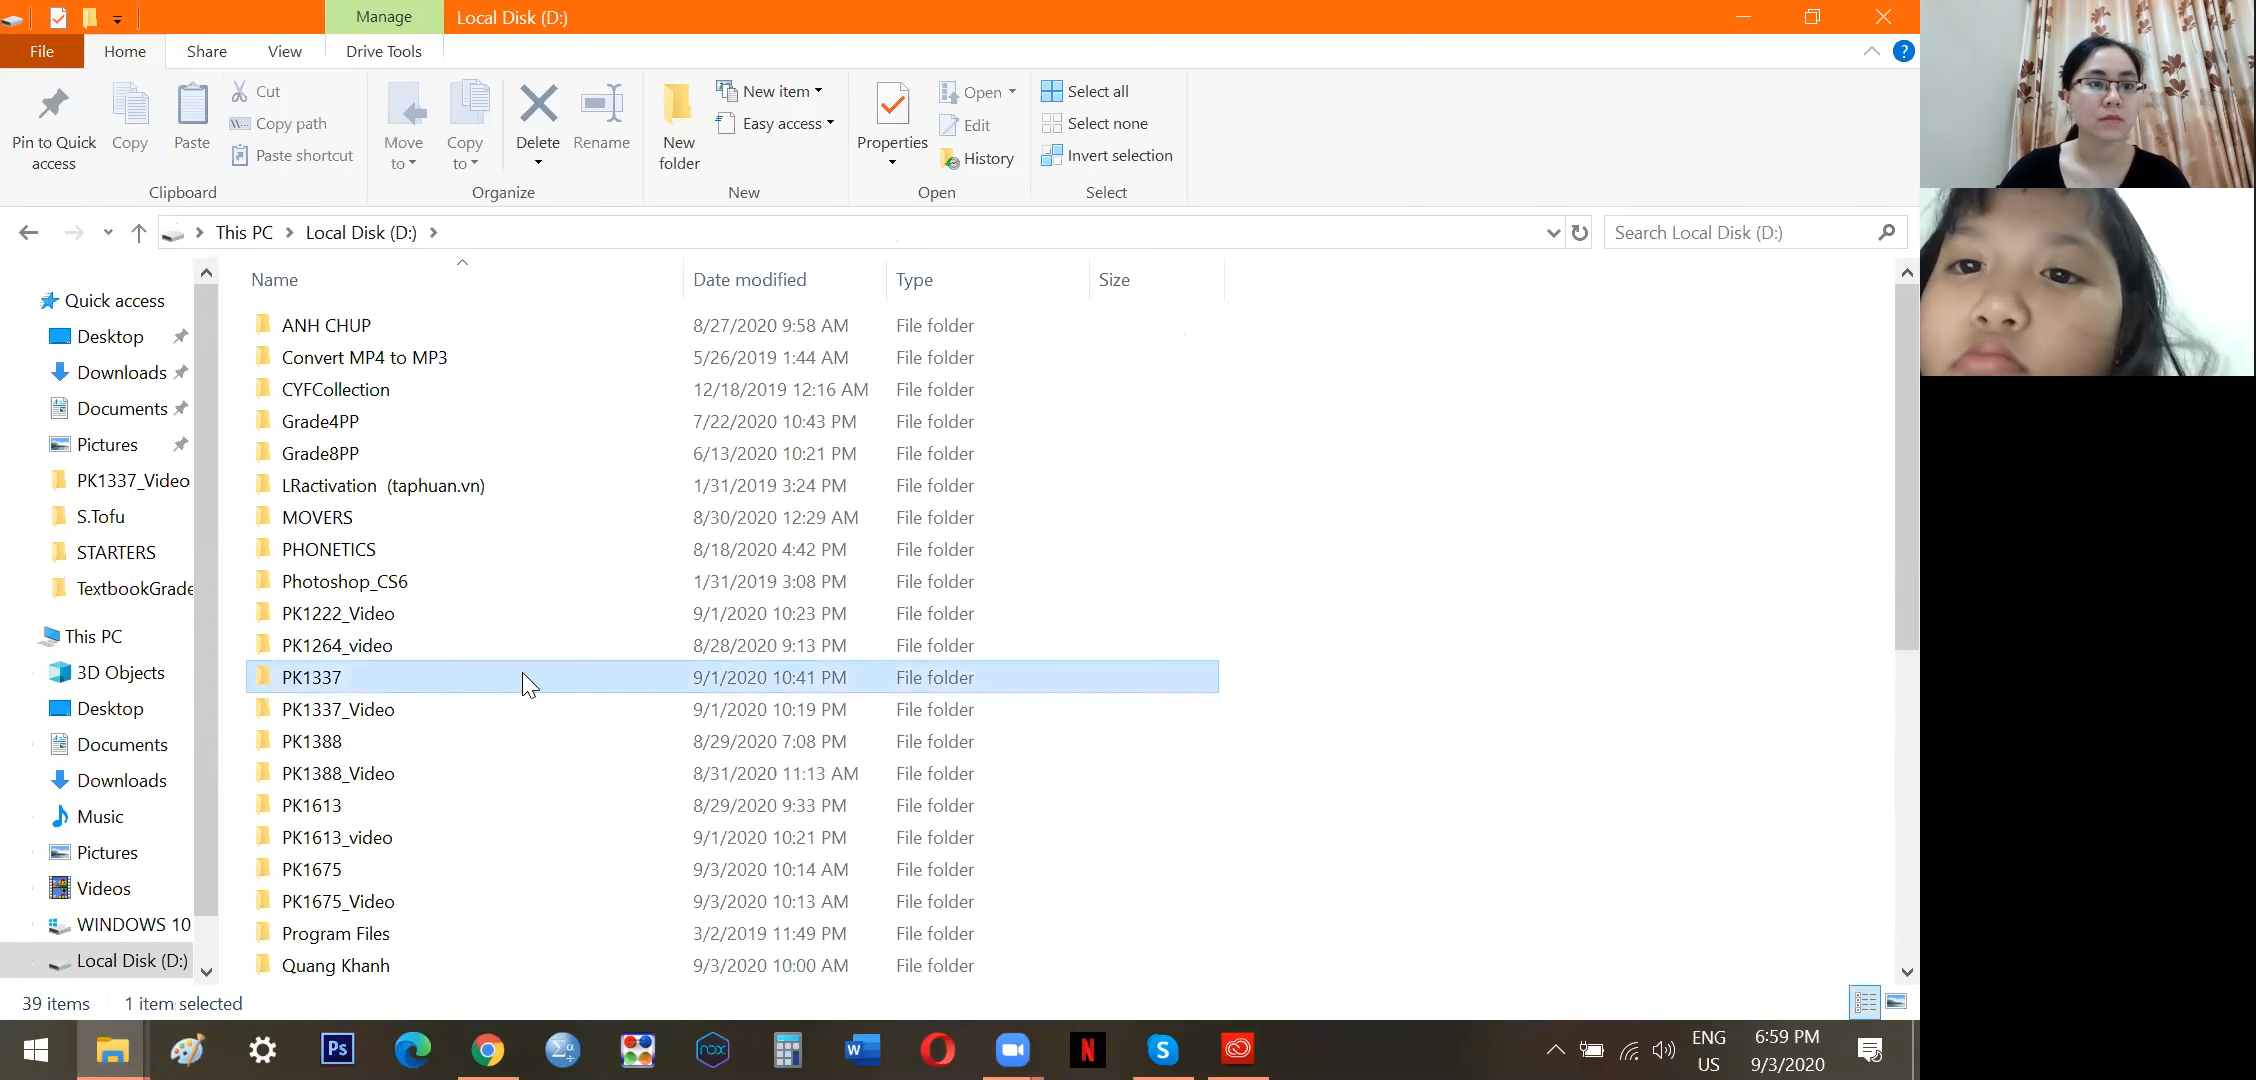 Manage
Local Disk (D:)
File
Home
Share
View
Drive Tools
Pin to Quick access
Copy
Paste
Cut
Copy path
Paste shortcut
Clipboard
Move to
Copy to
Delete
Rename
Organize
New folder
New item
Easy access
New
Properties
Open
Edit
History
Open
Select all
Select none
Invert selection
Select
This PC
Local Disk (D:)
Search Local Disk (D:)
Quick access
Desktop
Downloads
Documents
Pictures
PK1337_Video
S.Tofu
STARTERS
TextbookGrade
This PC
3D Objects
Desktop
Documents
Downloads
Music
Pictures
Videos
WINDOWS 10
Local Disk (D:)
Name Date modified Type Size
ANH CHUP 8/27/2020 9:58 AM File folder
Convert MP4 to MP3 5/26/2019 1:44 AM File folder
CYFCollection 12/18/2019 12:16 AM File folder
Grade4PP 7/22/2020 10:43 PM File folder
Grade8PP 6/13/2020 10:21 PM File folder
LRactivation (taphuan.vn) 1/31/2019 3:24 PM File folder
MOVERS 8/30/2020 12:29 AM File folder
PHONETICS 8/18/2020 4:42 PM File folder
Photoshop_CS6 1/31/2019 3:08 PM File folder
PK1222_Video 9/1/2020 10:23 PM File folder
PK1264_video 8/28/2020 9:13 PM File folder
PK1337 9/1/2020 10:41 PM File folder
PK1337_Video 9/1/2020 10:19 PM File folder
PK1388 8/29/2020 7:08 PM File folder
PK1388_Video 8/31/2020 11:13 AM File folder
PK1613 8/29/2020 9:33 PM File folder
PK1613_video 9/1/2020 10:21 PM File folder
PK1675 9/3/2020 10:14 AM File folder
PK1675_Video 9/3/2020 10:13 AM File folder
Program Files 3/2/2019 11:49 PM File folder
Quang Khanh 9/3/2020 10:00 AM File folder
39 items 1 item selected
Ps
nox
W
N
S
ENG
US
6:59 PM
9/3/2020